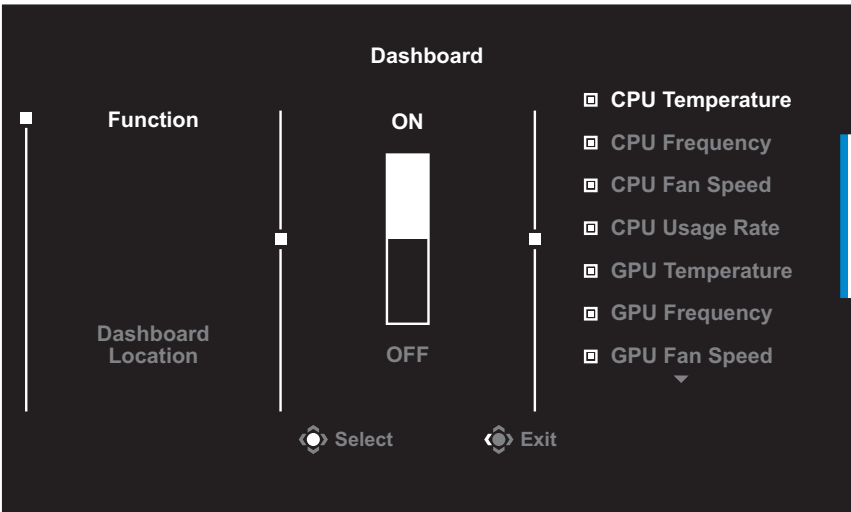 Dashboard
Function
Dashboard
Location
ON
OFF
CPU Temperature
CPU Frequency
CPU Fan Speed
CPU Usage Rate
GPU Temperature
GPU Frequency
GPU Fan Speed
Select
Exit